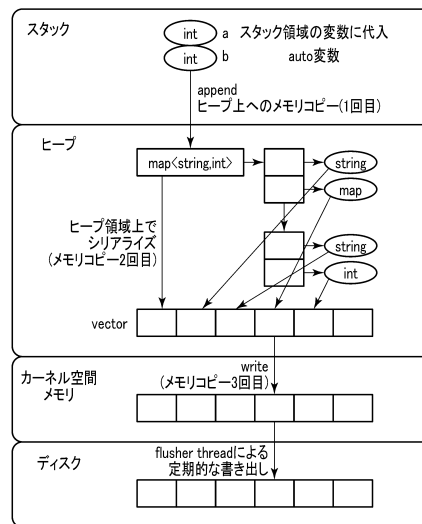 スタック
int a スタック領域の変数に代入
int b auto変数
append
ヒープ上へのメモリコピー(1回目)
ヒープ
map<string,int>
string
map
ヒープ領域上で
シリアライズ
(メモリコピー2回目)
string
int
vector
カーネル空間
メモリ
write
(メモリコピー3回目)
ディスク
flusher threadによる
定期的な書き出し